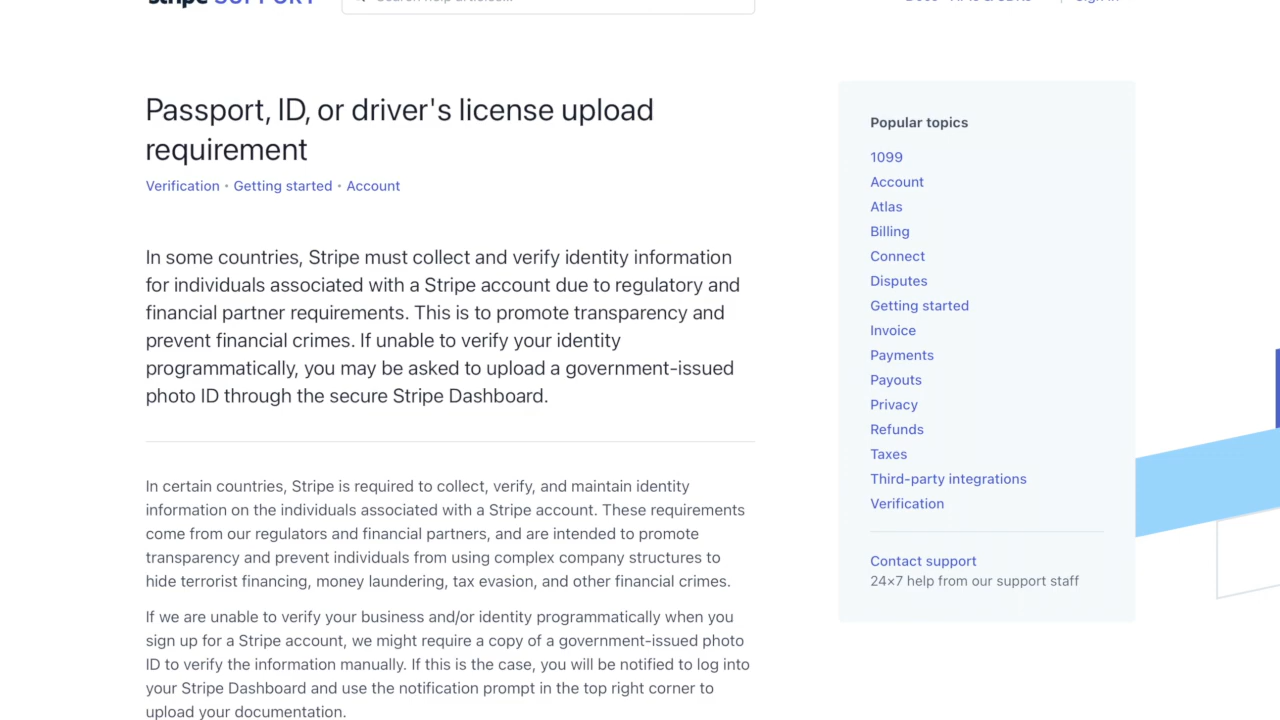 stripe SUPPORT
Search help articles...
Sign in
Passport, ID, or driver's license upload
requirement
Verification • Getting started • Account
In some countries, Stripe must collect and verify identity information
for individuals associated with a Stripe account due to regulatory and
financial partner requirements. This is to promote transparency and
prevent financial crimes. If unable to verify your identity
programmatically, you may be asked to upload a government-issued
photo ID through the secure Stripe Dashboard.
In certain countries, Stripe is required to collect, verify, and maintain identity
information on the individuals associated with a Stripe account. These requirements
come from our regulators and financial partners, and are intended to promote
transparency and prevent individuals from using complex company structures to
hide terrorist financing, money laundering, tax evasion, and other financial crimes.
If we are unable to verify your business and/or identity programmatically when you
sign up for a Stripe account, we might require a copy of a government-issued photo
ID to verify the information manually. If this is the case, you will be notified to log into
your Stripe Dashboard and use the notification prompt in the top right corner to
upload your documentation.
Popular topics
1099
Account
Atlas
Billing
Connect
Disputes
Getting started
Invoice
Payments
Payouts
Privacy
Refunds
Taxes
Third-party integrations
Verification
Contact support
24×7 help from our support staff